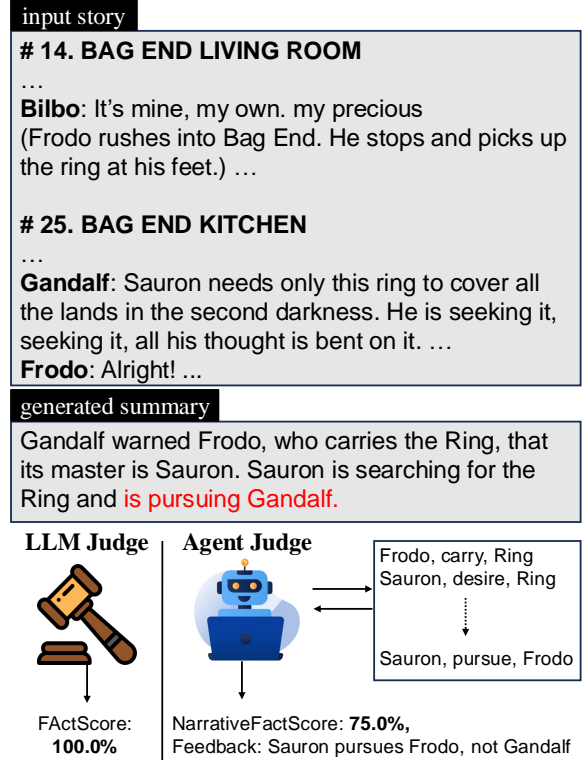 input story
# 14. BAG END LIVING ROOM
…
Bilbo: It's mine, my own. my precious
(Frodo rushes into Bag End. He stops and picks up
the ring at his feet.) …
# 25. BAG END KITCHEN
…
Gandalf: Sauron needs only this ring to cover all
the lands in the second darkness. He is seeking it,
seeking it, all his thought is bent on it. …
Frodo: Alright! ...
generated summary
Gandalf warned Frodo, who carries the Ring, that
its master is Sauron. Sauron is searching for the
Ring and is pursuing Gandalf.
LLM Judge
Agent Judge
Frodo, carry, Ring
Sauron, desire, Ring
Sauron, pursue, Frodo
FActScore:
100.0%
NarrativeFactScore: 75.0%,
Feedback: Sauron pursues Frodo, not Gandalf